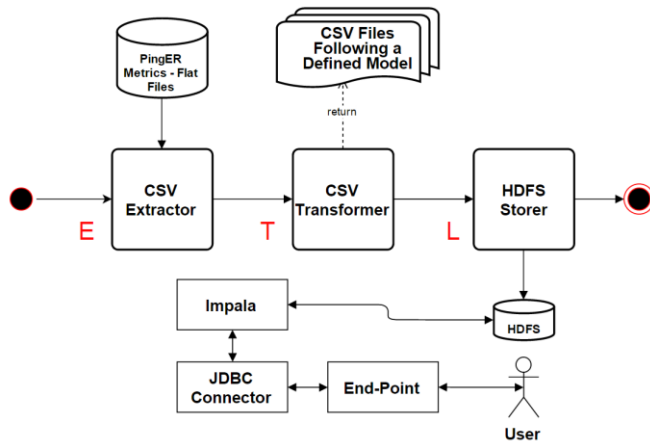 PingER
Metrics - Flat
Files
CSV Files
Following a
Defined Model
return
CSV
Extractor
CSV
Transformer
HDFS
Storer
E
T
L
Impala
HDFS
JDBC
Connector
End-Point
User